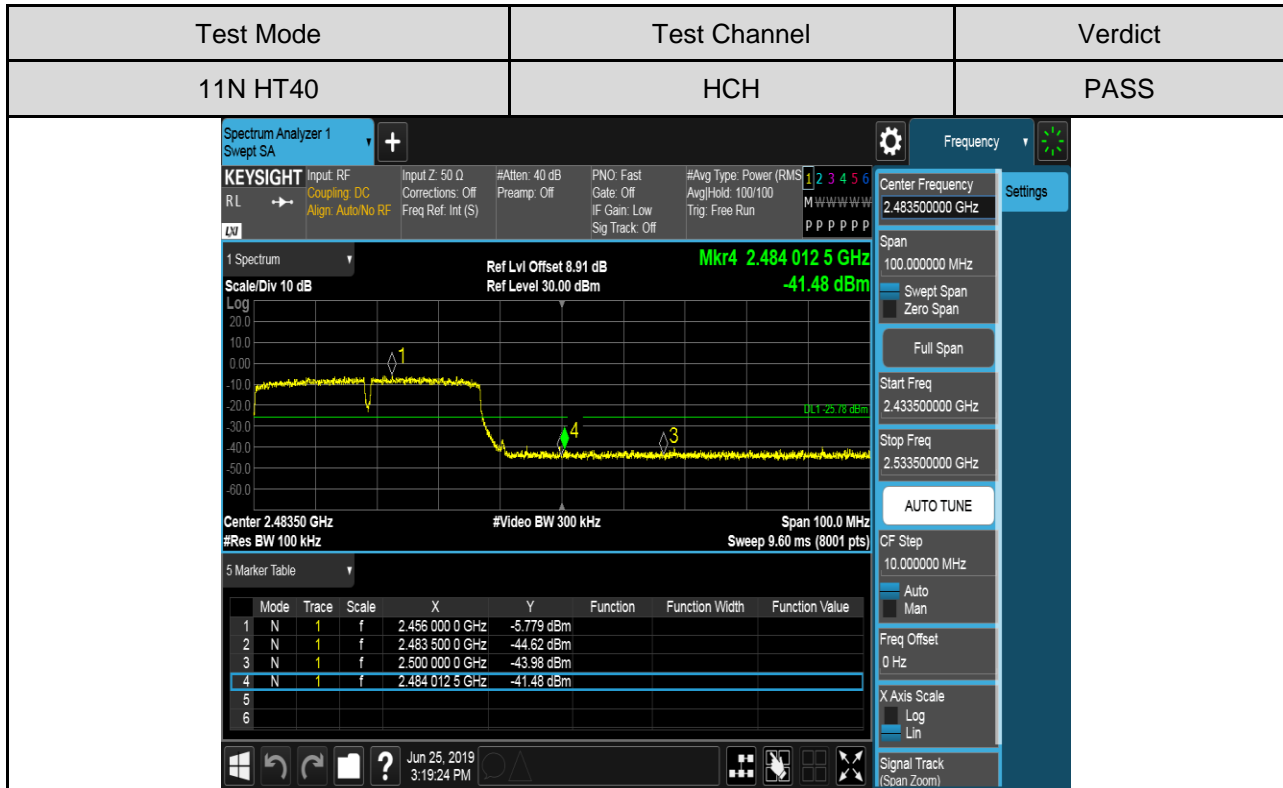 Test Mode Test Channel Verdict
11N HT40 HCH PASS
Spectrum Analyzer 1
Swept SA
Frequency
KEYSIGHT Input: RF Input Z: 50 Ω #Atten: 40 dB PNO: Fast #Avg Type: Power (RMS 1 2 3 4 5 6
RL Coupling: DC Corrections: Off Preamp: Off Gate: Off Avg|Hold: 100/100 M W W W W W
Align: Auto/No RF Freq Ref: Int (S) IF Gain: Low Trig: Free Run
LXI Sig Track: Off P P P P P P
Center Frequency
2.483500000 GHz
Settings
Span
100.000000 MHz
Swept Span
Zero Span
Full Span
Start Freq
2.433500000 GHz
Stop Freq
2.533500000 GHz
AUTO TUNE
CF Step
10.000000 MHz
Auto
Man
Freq Offset
0 Hz
X Axis Scale
Log
Lin
Signal Track
(Span Zoom)
1 Spectrum
Scale/Div 10 dB
Ref Lvl Offset 8.91 dB
Ref Level 30.00 dBm
Mkr4 2.484 012 5 GHz
-41.48 dBm
Log
20.0
10.0
0.00
-10.0
-20.0
-30.0
-40.0
-50.0
-60.0
1
4
3
DL1 -25.78 dBm
Center 2.48350 GHz #Video BW 300 kHz Span 100.0 MHz
#Res BW 100 kHz Sweep 9.60 ms (8001 pts)
5 Marker Table
Mode Trace Scale X Y Function Function Width Function Value
1 N 1 f 2.456 000 0 GHz -5.779 dBm
2 N 1 f 2.483 500 0 GHz -44.62 dBm
3 N 1 f 2.500 000 0 GHz -43.98 dBm
4 N 1 f 2.484 012 5 GHz -41.48 dBm
5
6
? Jun 25, 2019
3:19:24 PM